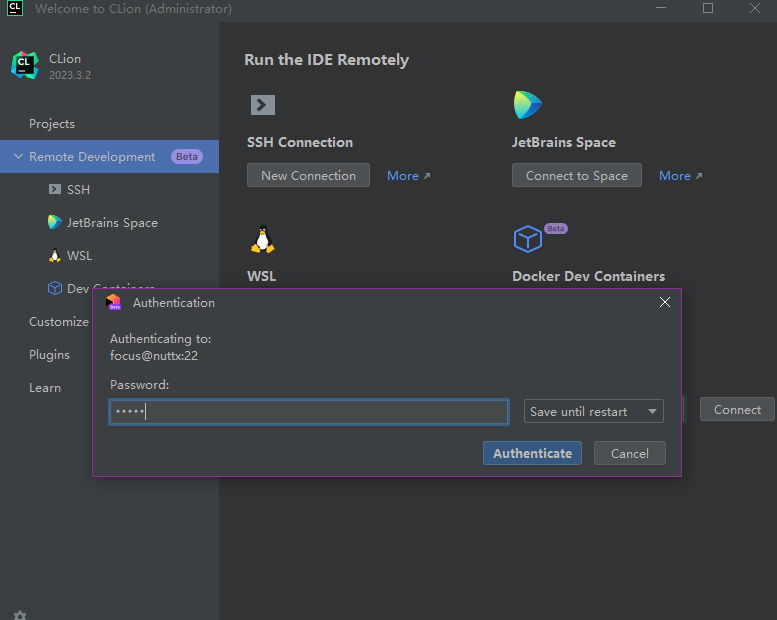 CL Welcome to CLion (Administrator)
CL CLion
2023.3.2
Projects
Remote Development Beta
SSH
JetBrains Space
WSL
Dev Containers
Customize
Plugins
Learn
Run the IDE Remotely
SSH Connection
New Connection More ↗
JetBrains Space
Connect to Space More ↗
WSL
Beta
Docker Dev Containers
Connect
Authentication
Authenticating to:
focus@nuttx:22
Password:
•••••
Save until restart
Authenticate Cancel